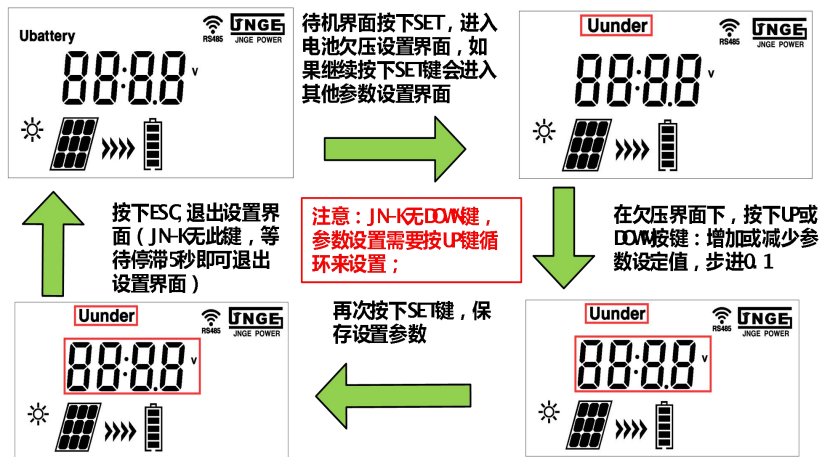 Ubattery
RS485
JNGE
JNGE POWER
88:8.8 v
待机界面按下SET，进入
电池欠压设置界面，如
果继续按下SET键会进入
其他参数设置界面
Uunder
RS485
JNGE
JNGE POWER
88:8.8 v
按下ESC,退出设置界
面（JN-K无此键，等
待停滞5秒即可退出
设置界面）
注意：JN-K无DOWN键，
参数设置需要按UP键循
环来设置；
在欠压界面下，按下UP或
DOWN按键：增加或减少参
数设定值，步进0.1
Uunder
RS485
JNGE
JNGE POWER
88:8.8 v
再次按下SET键，保
存设置参数
Uunder
RS485
JNGE
JNGE POWER
88:8.8 v